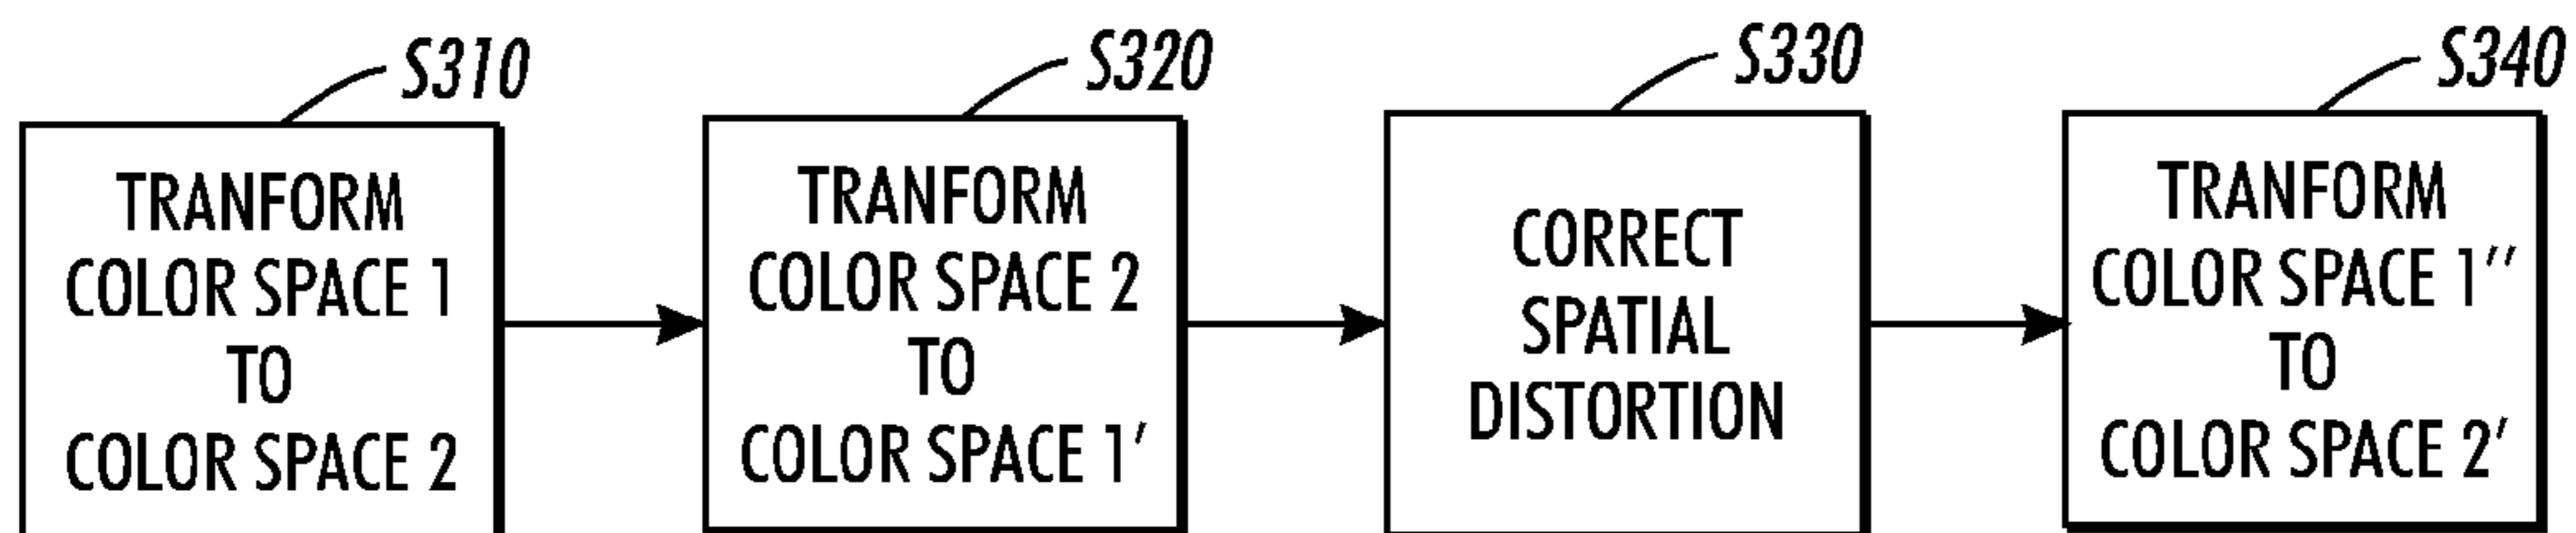 S310
TRANFORM
COLOR SPACE 1
TO
COLOR SPACE 2
S320
TRANFORM
COLOR SPACE 2
TO
COLOR SPACE 1′
S330
CORRECT
SPATIAL
DISTORTION
S340
TRANFORM
COLOR SPACE 1′′
TO
COLOR SPACE 2′